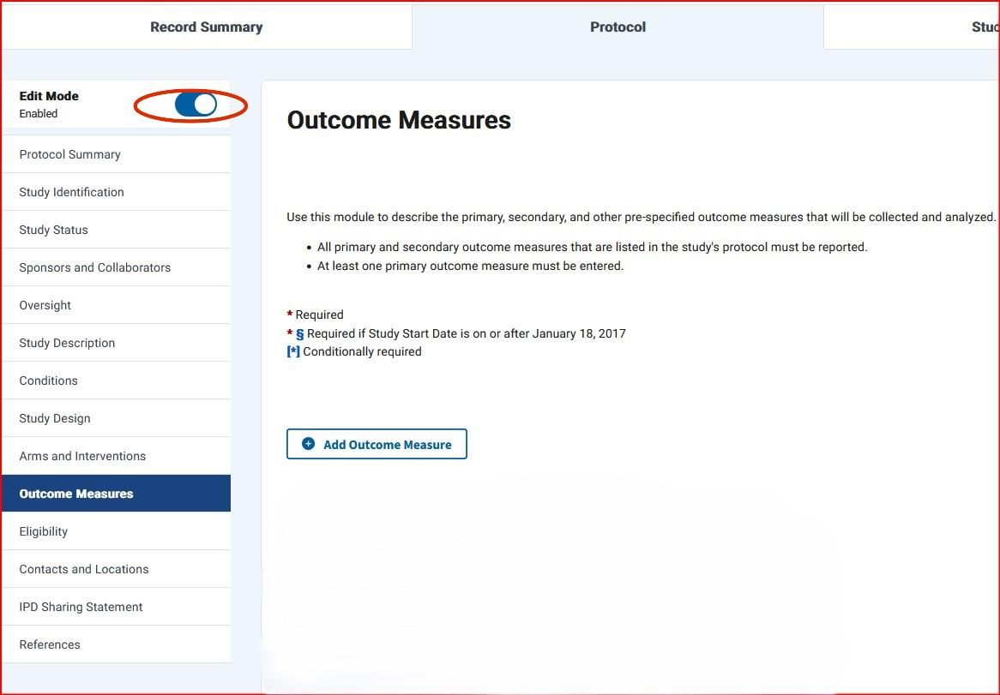 Record Summary
Protocol
Edit Mode
Enabled
Protocol Summary
Study Identification
Study Status
Sponsors and Collaborators
Oversight
Study Description
Conditions
Study Design
Arms and Interventions
Outcome Measures
Eligibility
Contacts and Locations
IPD Sharing Statement
References
Outcome Measures
Use this module to describe the primary, secondary, and other pre-specified outcome measures that will be collected and analyzed.
• All primary and secondary outcome measures that are listed in the study's protocol must be reported.
• At least one primary outcome measure must be entered.
* Required
* § Required if Study Start Date is on or after January 18, 2017
[*] Conditionally required
Add Outcome Measure